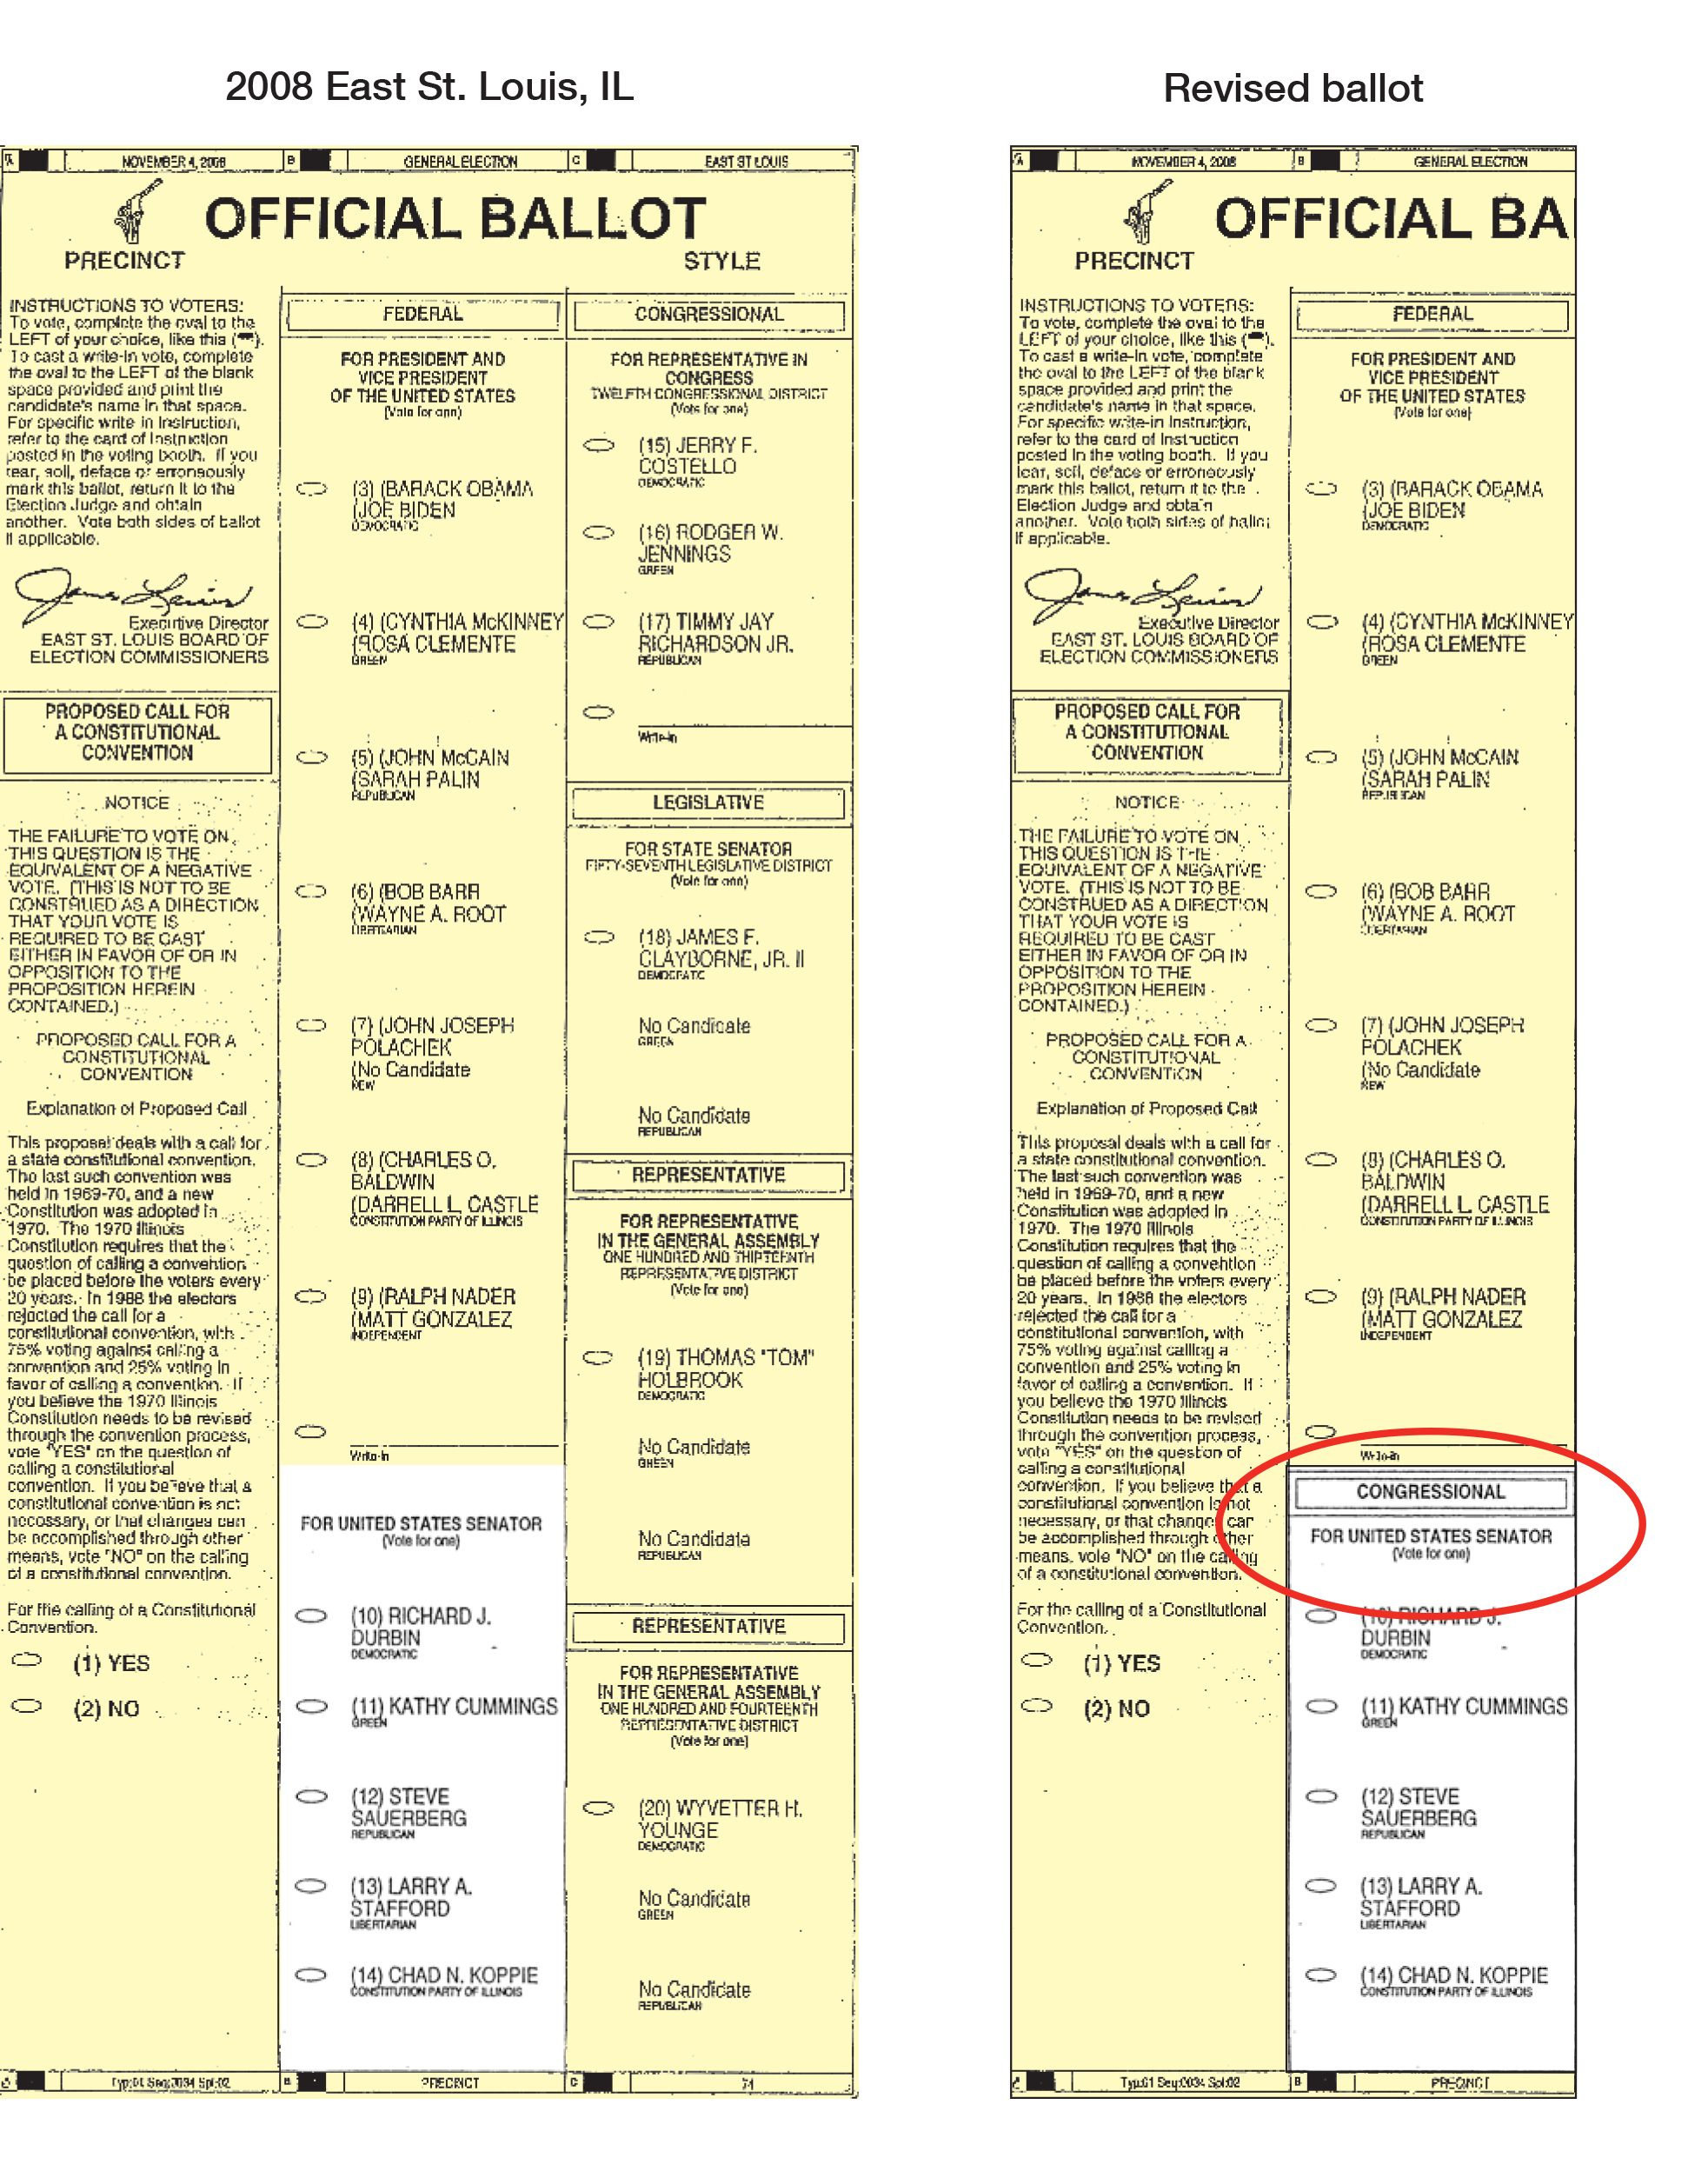 2008 East St. Louis, IL
A
NOVEMBER 4, 2008
B
GENERAL ELECTION
C
EAST ST LOUIS
OFFICIAL BALLOT
PRECINCT
STYLE
INSTRUCTIONS TO VOTERS:
To vote, complete the oval to the
LEFT of your choice, like this ( ).
To cast a write-in vote, complete
the oval to the LEFT of the blank
space provided and print the
candidate's name in that space.
For specific write in Instruction,
refer to the card of Instruction
posted in the voting booth. If you
tear, soil, deface or erroneously
mark this ballot, return it to the
Election Judge and obtain
another. Vote both sides of ballot
if applicable.
James Lewis
Executive Director
EAST ST. LOUIS BOARD OF
ELECTION COMMISSIONERS
PROPOSED CALL FOR
A CONSTITUTIONAL
CONVENTION
NOTICE
THE FAILURE TO VOTE ON
THIS QUESTION IS THE
EQUIVALENT OF A NEGATIVE
VOTE. (THIS IS NOT TO BE
CONSTRUED AS A DIRECTION
THAT YOUR VOTE IS
REQUIRED TO BE CAST
EITHER IN FAVOR OF OR IN
OPPOSITION TO THE
PROPOSITION HEREIN
CONTAINED.)
PROPOSED CALL FOR A
CONSTITUTIONAL
CONVENTION
Explanation of Proposed Call
This proposal deals with a call for
a state constitutional convention.
The last such convention was
held in 1969-70, and a new
Constitution was adopted in
1970. The 1970 Illinois
Constitution requires that the
question of calling a convention
be placed before the voters every
20 years. In 1988 the electors
rejected the call for a
constitutional convention, with
75% voting against calling a
convention and 25% voting in
favor of calling a convention. If
you believe the 1970 Illinois
Constitution needs to be revised
through the convention process,
vote "YES" on the question of
calling a constitutional
convention. If you believe that a
constitutional convention is not
necessary, or that changes can
be accomplished through other
means, vote "NO" on the calling
of a constitutional convention.
For the calling of a Constitutional
Convention.
(1) YES
(2) NO
FEDERAL
FOR PRESIDENT AND
VICE PRESIDENT
OF THE UNITED STATES
(Vote for one)
(3) (BARACK OBAMA
(JOE BIDEN
DEMOCRATIC
(4) (CYNTHIA McKINNEY
(ROSA CLEMENTE
GREEN
(5) (JOHN McCAIN
(SARAH PALIN
REPUBLICAN
(6) (BOB BARR
(WAYNE A. ROOT
LIBERTARIAN
(7) (JOHN JOSEPH
POLACHEK
(No Candidate
NEW
(8) (CHARLES O.
BALDWIN
(DARRELL L. CASTLE
CONSTITUTION PARTY OF ILLINOIS
(9) (RALPH NADER
(MATT GONZALEZ
INDEPENDENT
Write-in
FOR UNITED STATES SENATOR
(Vote for one)
(10) RICHARD J.
DURBIN
DEMOCRATIC
(11) KATHY CUMMINGS
GREEN
(12) STEVE
SAUERBERG
REPUBLICAN
(13) LARRY A.
STAFFORD
LIBERTARIAN
(14) CHAD N. KOPPIE
CONSTITUTION PARTY OF ILLINOIS
CONGRESSIONAL
FOR REPRESENTATIVE IN
CONGRESS
TWELFTH CONGRESSIONAL DISTRICT
(Vote for one)
(15) JERRY F.
COSTELLO
DEMOCRATIC
(16) RODGER W.
JENNINGS
GREEN
(17) TIMMY JAY
RICHARDSON JR.
REPUBLICAN
Write-in
LEGISLATIVE
FOR STATE SENATOR
FIFTY-SEVENTH LEGISLATIVE DISTRICT
(Vote for one)
(18) JAMES F.
CLAYBORNE, JR. II
DEMOCRATIC
No Candidate
GREEN
No Candidate
REPUBLICAN
REPRESENTATIVE
FOR REPRESENTATIVE
IN THE GENERAL ASSEMBLY
ONE HUNDRED AND THIRTEENTH
REPRESENTATIVE DISTRICT
(Vote for one)
(19) THOMAS "TOM"
HOLBROOK
DEMOCRATIC
No Candidate
GREEN
No Candidate
REPUBLICAN
REPRESENTATIVE
FOR REPRESENTATIVE
IN THE GENERAL ASSEMBLY
ONE HUNDRED AND FOURTEENTH
REPRESENTATIVE DISTRICT
(Vote for one)
(20) WYVETTER H.
YOUNGE
DEMOCRATIC
No Candidate
GREEN
No Candidate
REPUBLICAN
Typ:01 Seq:0034 Spl:02
B
PRECINCT
C
74
Revised ballot
A
NOVEMBER 4, 2008
B
GENERAL ELECTION
OFFICIAL BA
PRECINCT
INSTRUCTIONS TO VOTERS:
To vote, complete the oval to the
LEFT of your choice, like this ( ).
To cast a write-in vote, complete
the oval to the LEFT of the blank
space provided and print the
candidate's name in that space.
For specific write-in Instruction,
refer to the card of Instruction
posted in the voting booth. If you
tear, soil, deface or erroneously
mark this ballot, return it to the
Election Judge and obtain
another. Vote both sides of ballot
if applicable.
James Lewis
Executive Director
EAST ST. LOUIS BOARD OF
ELECTION COMMISSIONERS
PROPOSED CALL FOR
A CONSTITUTIONAL
CONVENTION
NOTICE
THE FAILURE TO VOTE ON
THIS QUESTION IS THE
EQUIVALENT OF A NEGATIVE
VOTE. (THIS IS NOT TO BE
CONSTRUED AS A DIRECTION
THAT YOUR VOTE IS
REQUIRED TO BE CAST
EITHER IN FAVOR OF OR IN
OPPOSITION TO THE
PROPOSITION HEREIN
CONTAINED.)
PROPOSED CALL FOR A
CONSTITUTIONAL
CONVENTION
Explanation of Proposed Call
This proposal deals with a call for
a state constitutional convention.
The last such convention was
held in 1969-70, and a new
Constitution was adopted in
1970. The 1970 Illinois
Constitution requires that the
question of calling a convention
be placed before the voters every
20 years. In 1988 the electors
rejected the call for a
constitutional convention, with
75% voting against calling a
convention and 25% voting in
favor of calling a convention. If
you believe the 1970 Illinois
Constitution needs to be revised
through the convention process,
vote "YES" on the question of
calling a constitutional
convention. If you believe that a
constitutional convention is not
necessary, or that changes can
be accomplished through other
means, vote "NO" on the calling
of a constitutional convention.
For the calling of a Constitutional
Convention.
(1) YES
(2) NO
FEDERAL
FOR PRESIDENT AND
VICE PRESIDENT
OF THE UNITED STATES
(Vote for one)
(3) (BARACK OBAMA
(JOE BIDEN
DEMOCRATIC
(4) (CYNTHIA McKINNEY
(ROSA CLEMENTE
GREEN
(5) (JOHN McCAIN
(SARAH PALIN
REPUBLICAN
(6) (BOB BARR
(WAYNE A. ROOT
LIBERTARIAN
(7) (JOHN JOSEPH
POLACHEK
(No Candidate
NEW
(8) (CHARLES O.
BALDWIN
(DARRELL L. CASTLE
CONSTITUTION PARTY OF ILLINOIS
(9) (RALPH NADER
(MATT GONZALEZ
INDEPENDENT
Write-in
CONGRESSIONAL
FOR UNITED STATES SENATOR
(Vote for one)
(10) RICHARD J.
DURBIN
DEMOCRATIC
(11) KATHY CUMMINGS
GREEN
(12) STEVE
SAUERBERG
REPUBLICAN
(13) LARRY A.
STAFFORD
LIBERTARIAN
(14) CHAD N. KOPPIE
CONSTITUTION PARTY OF ILLINOIS
Typ:01 Seq:0034 Spl:02
B
PRECINCT